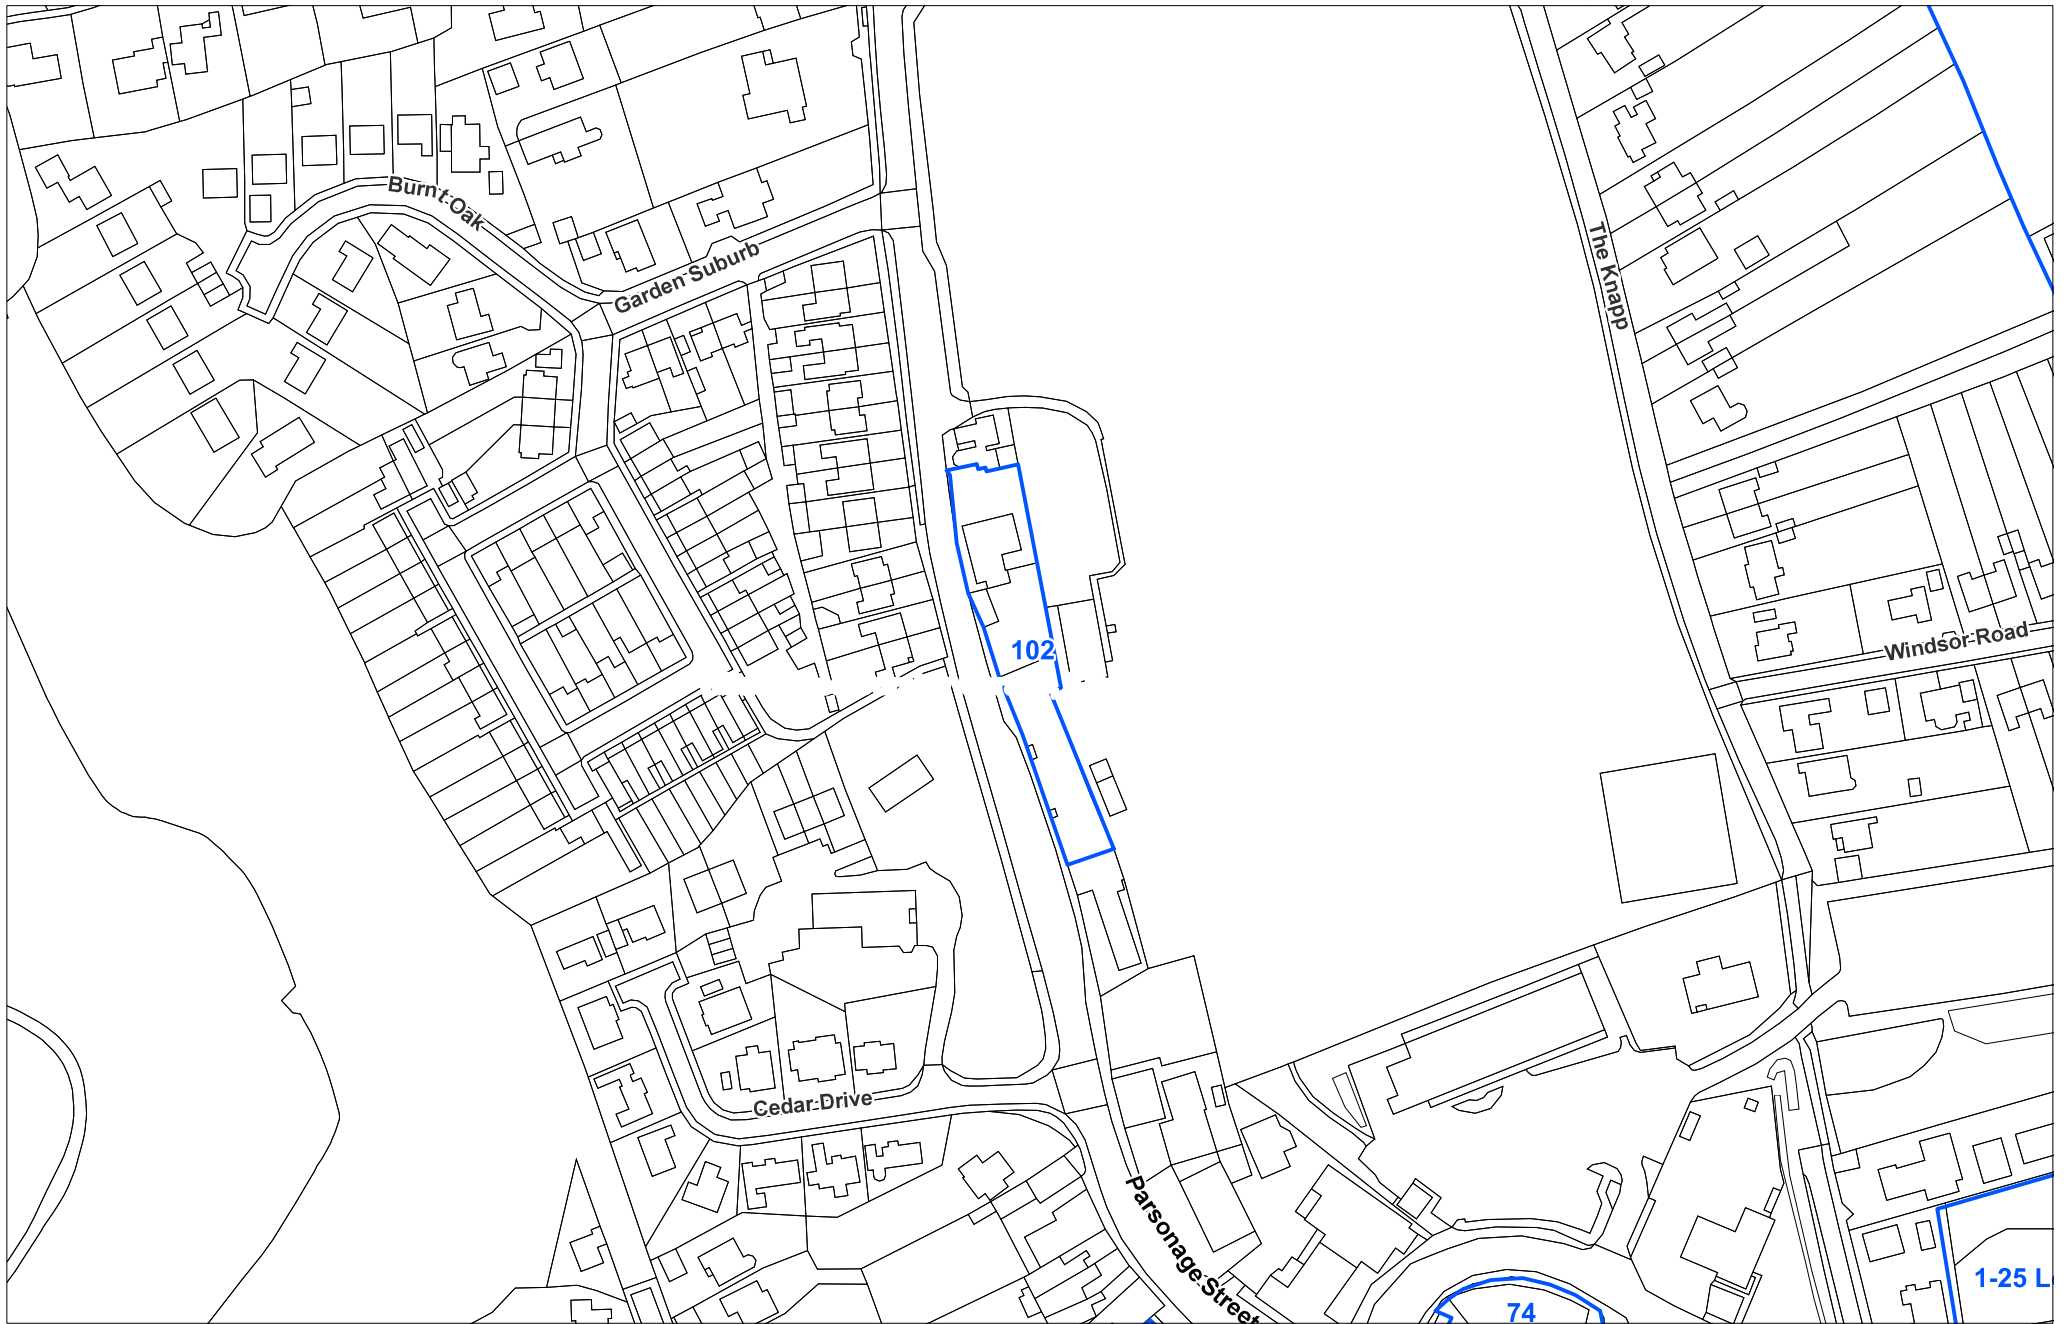 Burnt Oak
Garden Suburb
The Knapp
102
Windsor Road
Cedar Drive
Parsonage Street
1-25 L
74